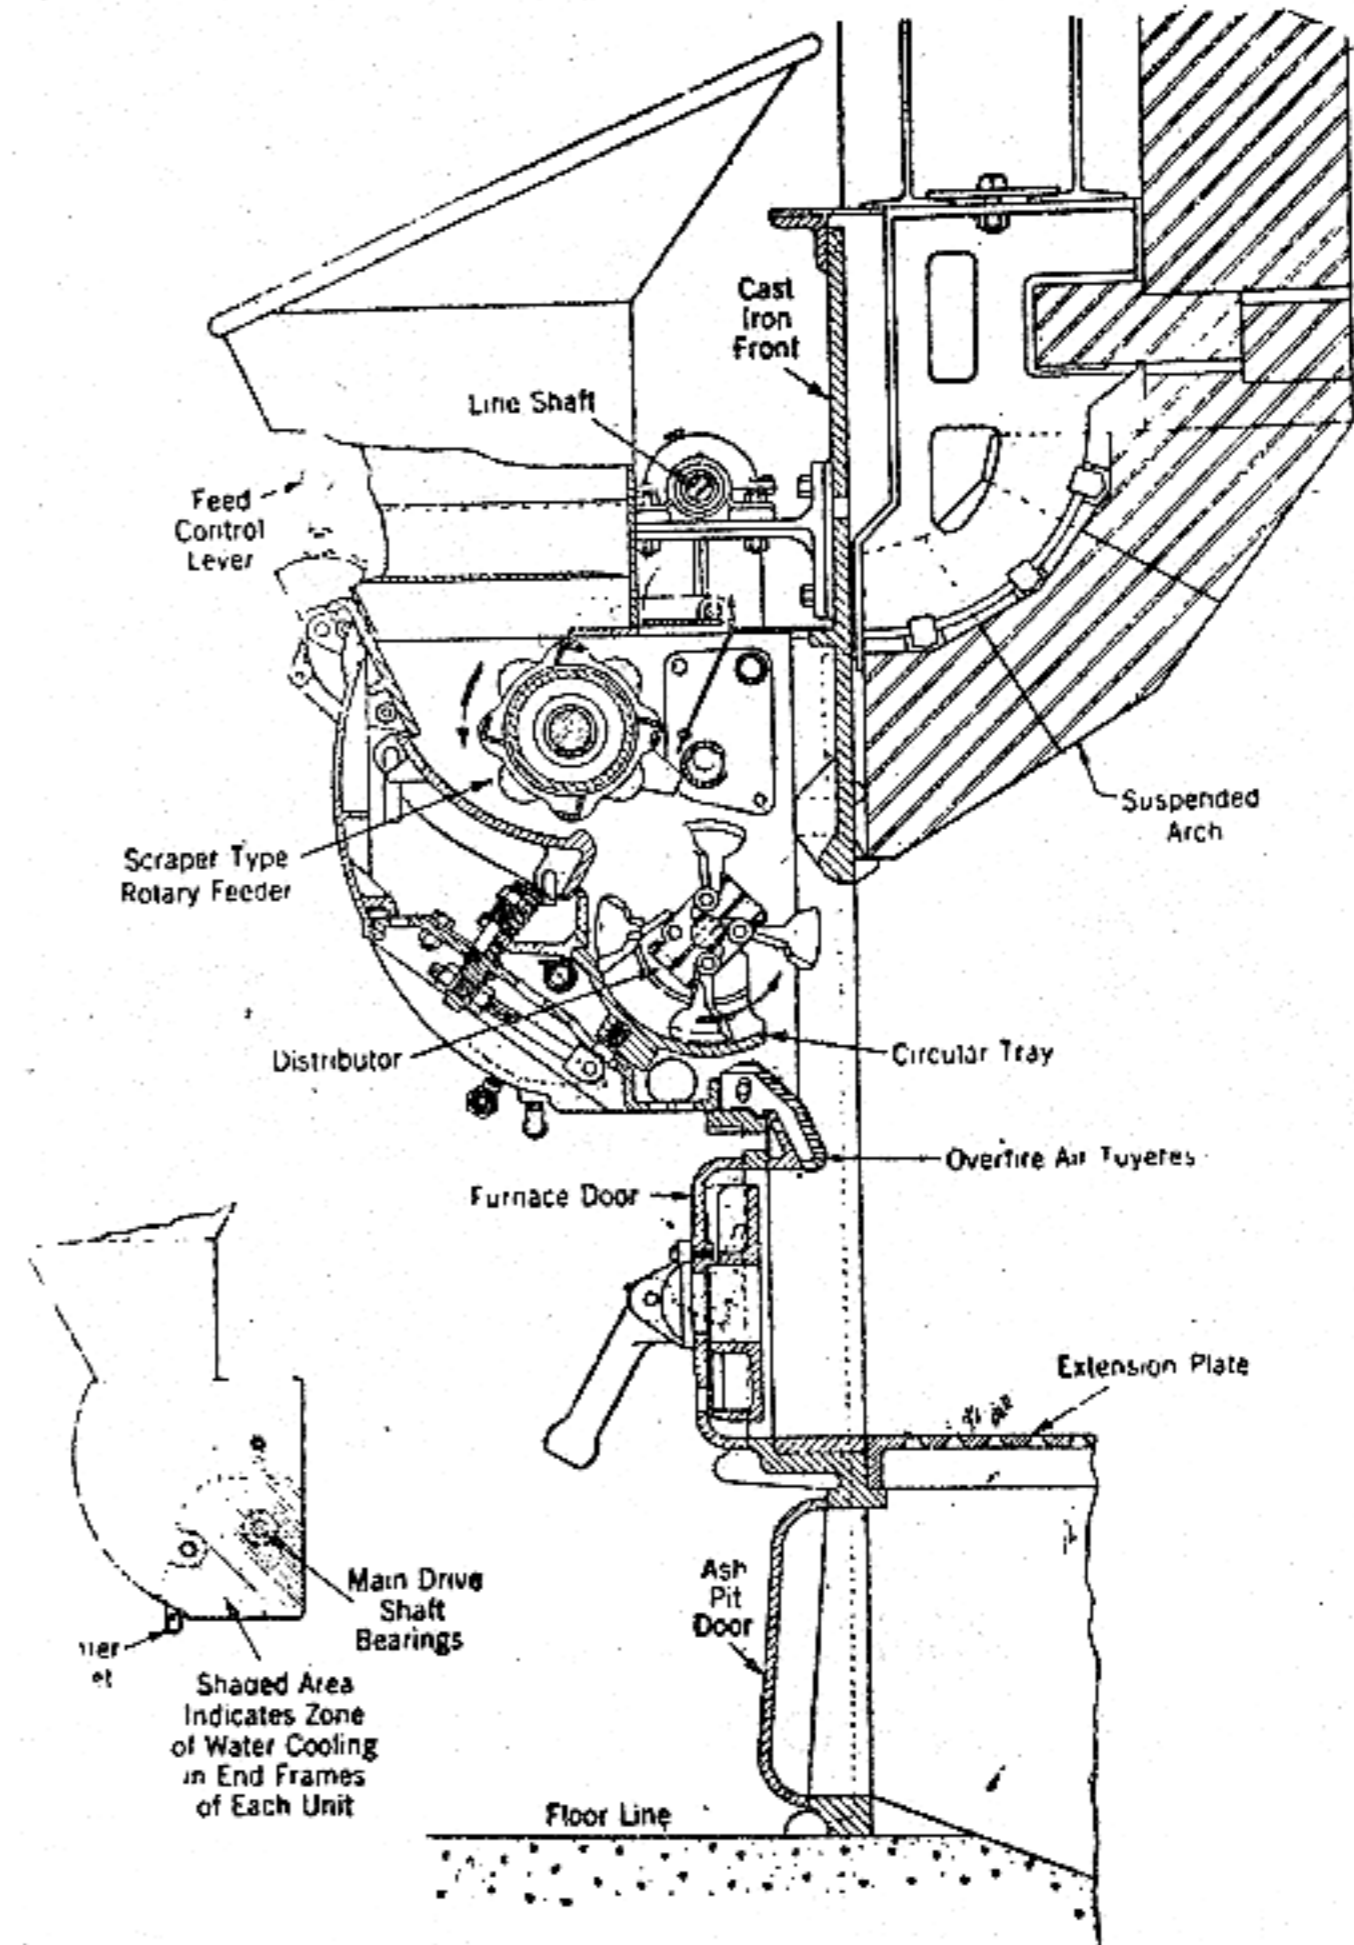 Cast
Iron
Front
Line Shaft
Feed
Control
Lever
Suspended
Arch
Scraper Type
Rotary Feeder
Distributor
Circular Tray
Overfire Air Tuyeres
Furnace Door
Extension Plate
Ash
Pit
Door
Main Drive
Shaft
Bearings
Shaded Area
Indicates Zone
of Water Cooling
in End Frames
of Each Unit
Floor Line